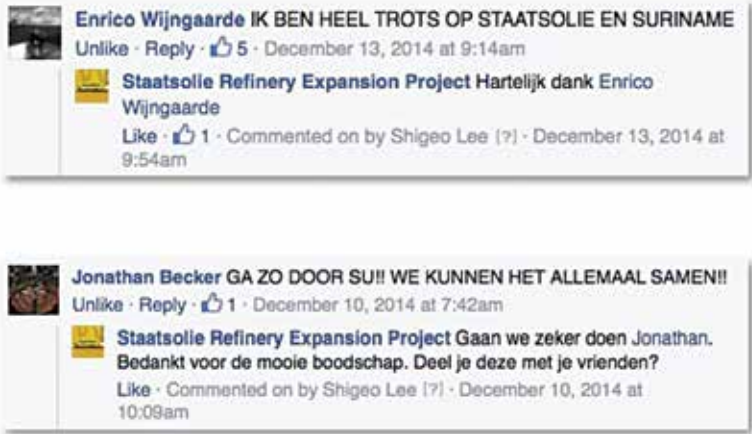 Enrico Wijngaarde IK BEN HEEL TROTS OP STAATSOLIE EN SURINAME
Unlike · Reply · 5 · December 13, 2014 at 9:14am
Staatsolie Refinery Expansion Project Hartelijk dank Enrico
Wijngaarde
Like · 1 · Commented on by Shigeo Lee [?] · December 13, 2014 at
9:54am
Jonathan Becker GA ZO DOOR SU!! WE KUNNEN HET ALLEMAAL SAMEN!!
Unlike · Reply · 1 · December 10, 2014 at 7:42am
Staatsolie Refinery Expansion Project Gaan we zeker doen Jonathan.
Bedankt voor de mooie boodschap. Deel je deze met je vrienden?
Like · Commented on by Shigeo Lee [?] · December 10, 2014 at
10:09am